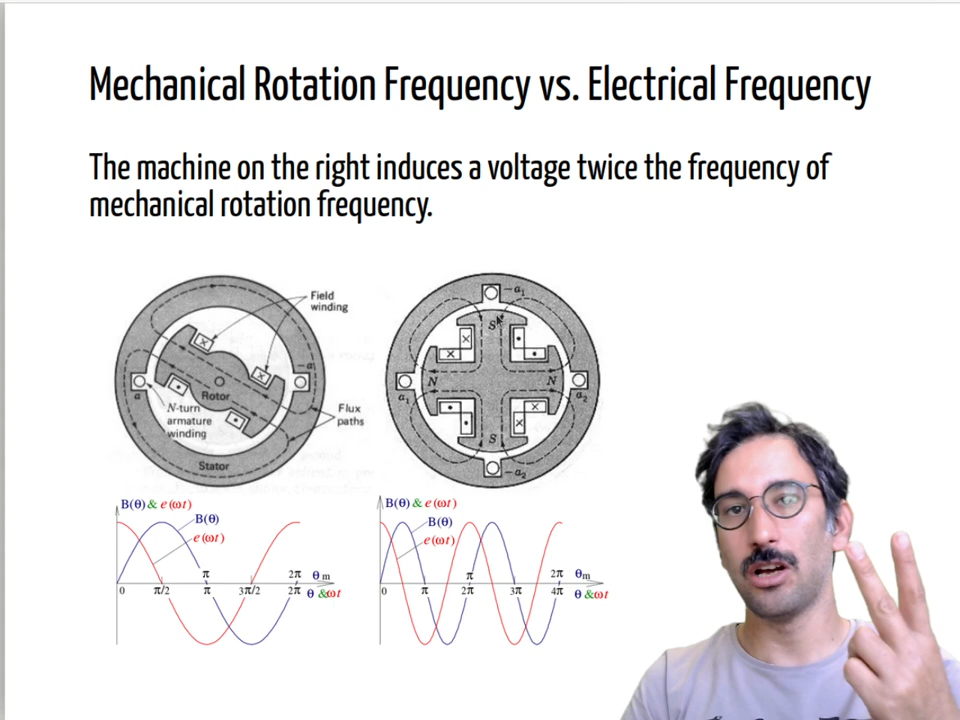 Mechanical Rotation Frequency vs. Electrical Frequency
The machine on the right induces a voltage twice the frequency of
mechanical rotation frequency.
Field
winding
-a
a
Rotor
N-turn
armature
winding
Flux
paths
Stator
-a₁
S
N
N
a₁
a₂
S
-a₂
B(θ) & e(ωt)
B(θ)
e(ωt)
π
2π θm
0 π/2 π 3π/2 2π θ &ωt
B(θ) & e(ωt)
B(θ)
e(ωt)
π
2π θm
0 π 2π 3π 4π θ &ωt